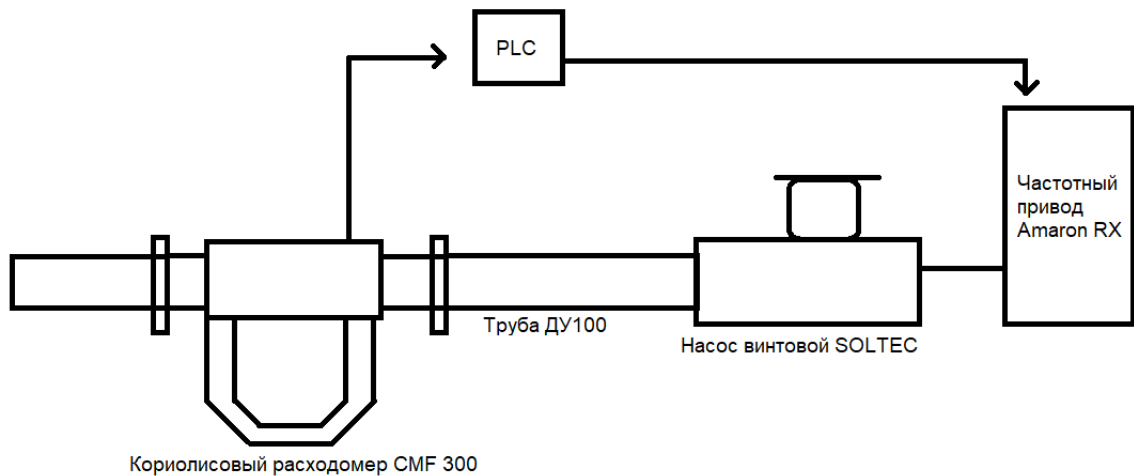 PLC
Частотный
привод
Amaron RX
Труба ДУ100
Насос винтовой SOLTEC
Кориолисовый расходомер CMF 300